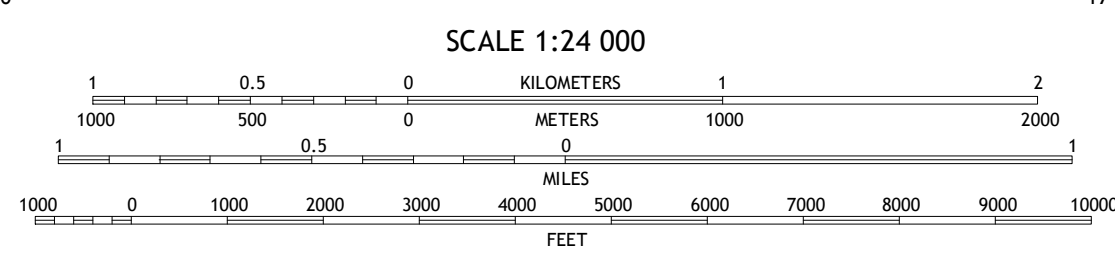 SCALE 1:24 000
1 0.5 0 KILOMETERS 1 2
1000 500 0 METERS 1000 2000
1 0.5 0 1
MILES
1000 0 1000 2000 3000 4000 5000 6000 7000 8000 9000 10000
FEET